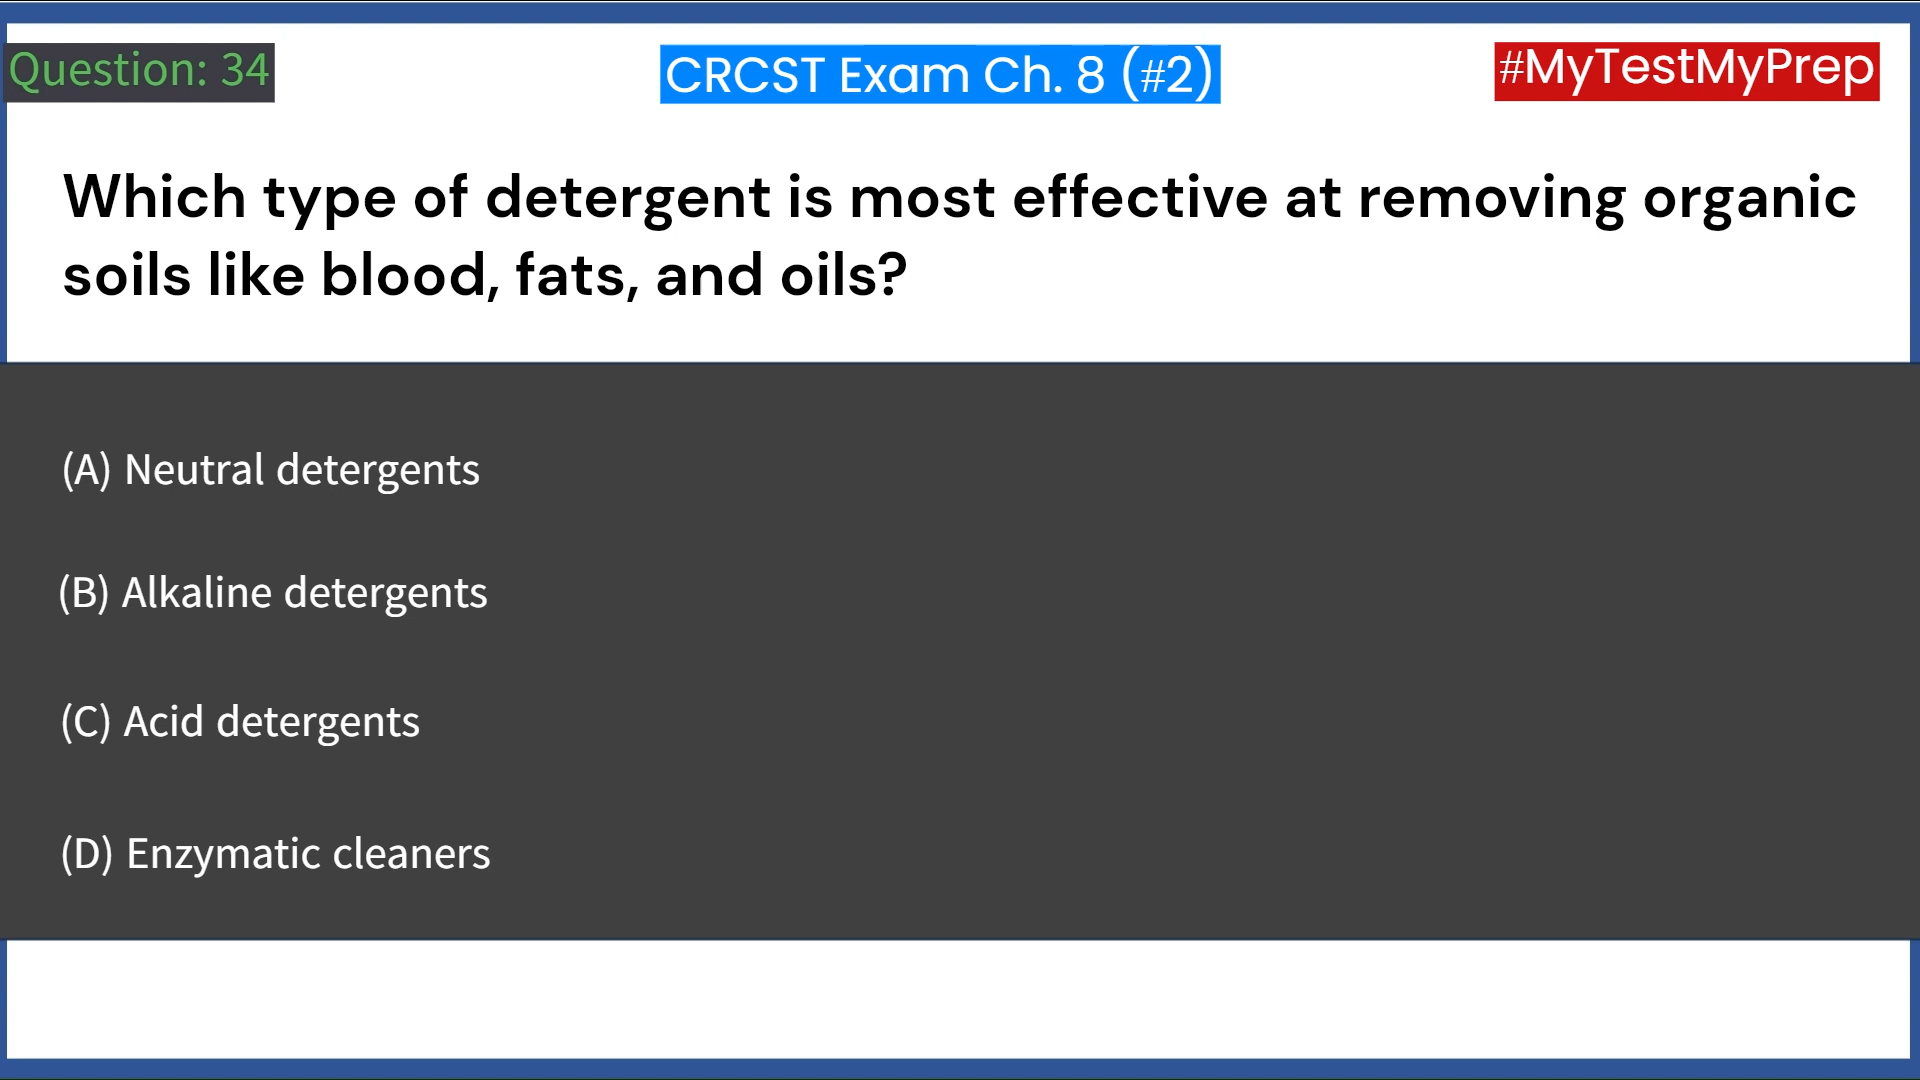 Question: 34
CRCST Exam Ch. 8 (#2)
#MyTestMyPrep
Which type of detergent is most effective at removing organic
soils like blood, fats, and oils?
(A) Neutral detergents
(B) Alkaline detergents
(C) Acid detergents
(D) Enzymatic cleaners